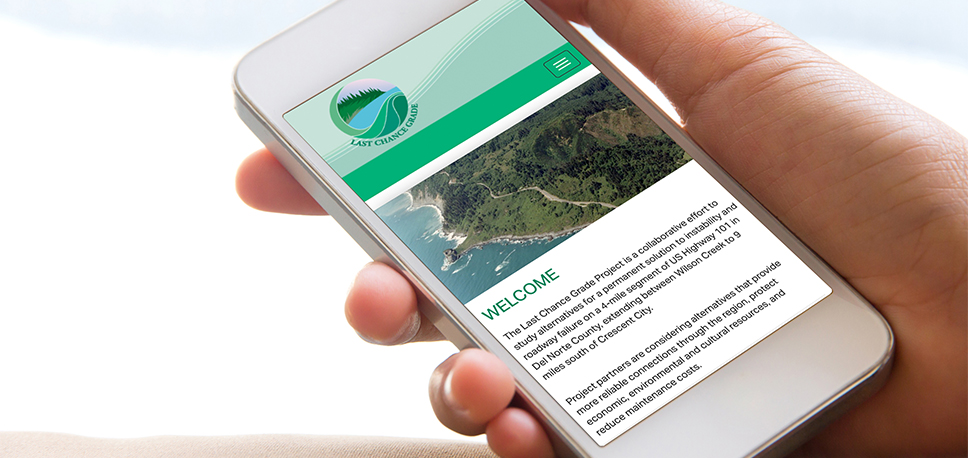 LAST CHANCE GRADE
WELCOME
The Last Chance Grade Project is a collaborative effort to
study alternatives for a permanent solution to instability and
roadway failure on a 4-mile segment of US Highway 101 in
Del Norte County, extending between Wilson Creek to 9
miles south of Crescent City.
Project partners are considering alternatives that provide
more reliable connections through the region, protect
economic, environmental and cultural resources, and
reduce maintenance costs.